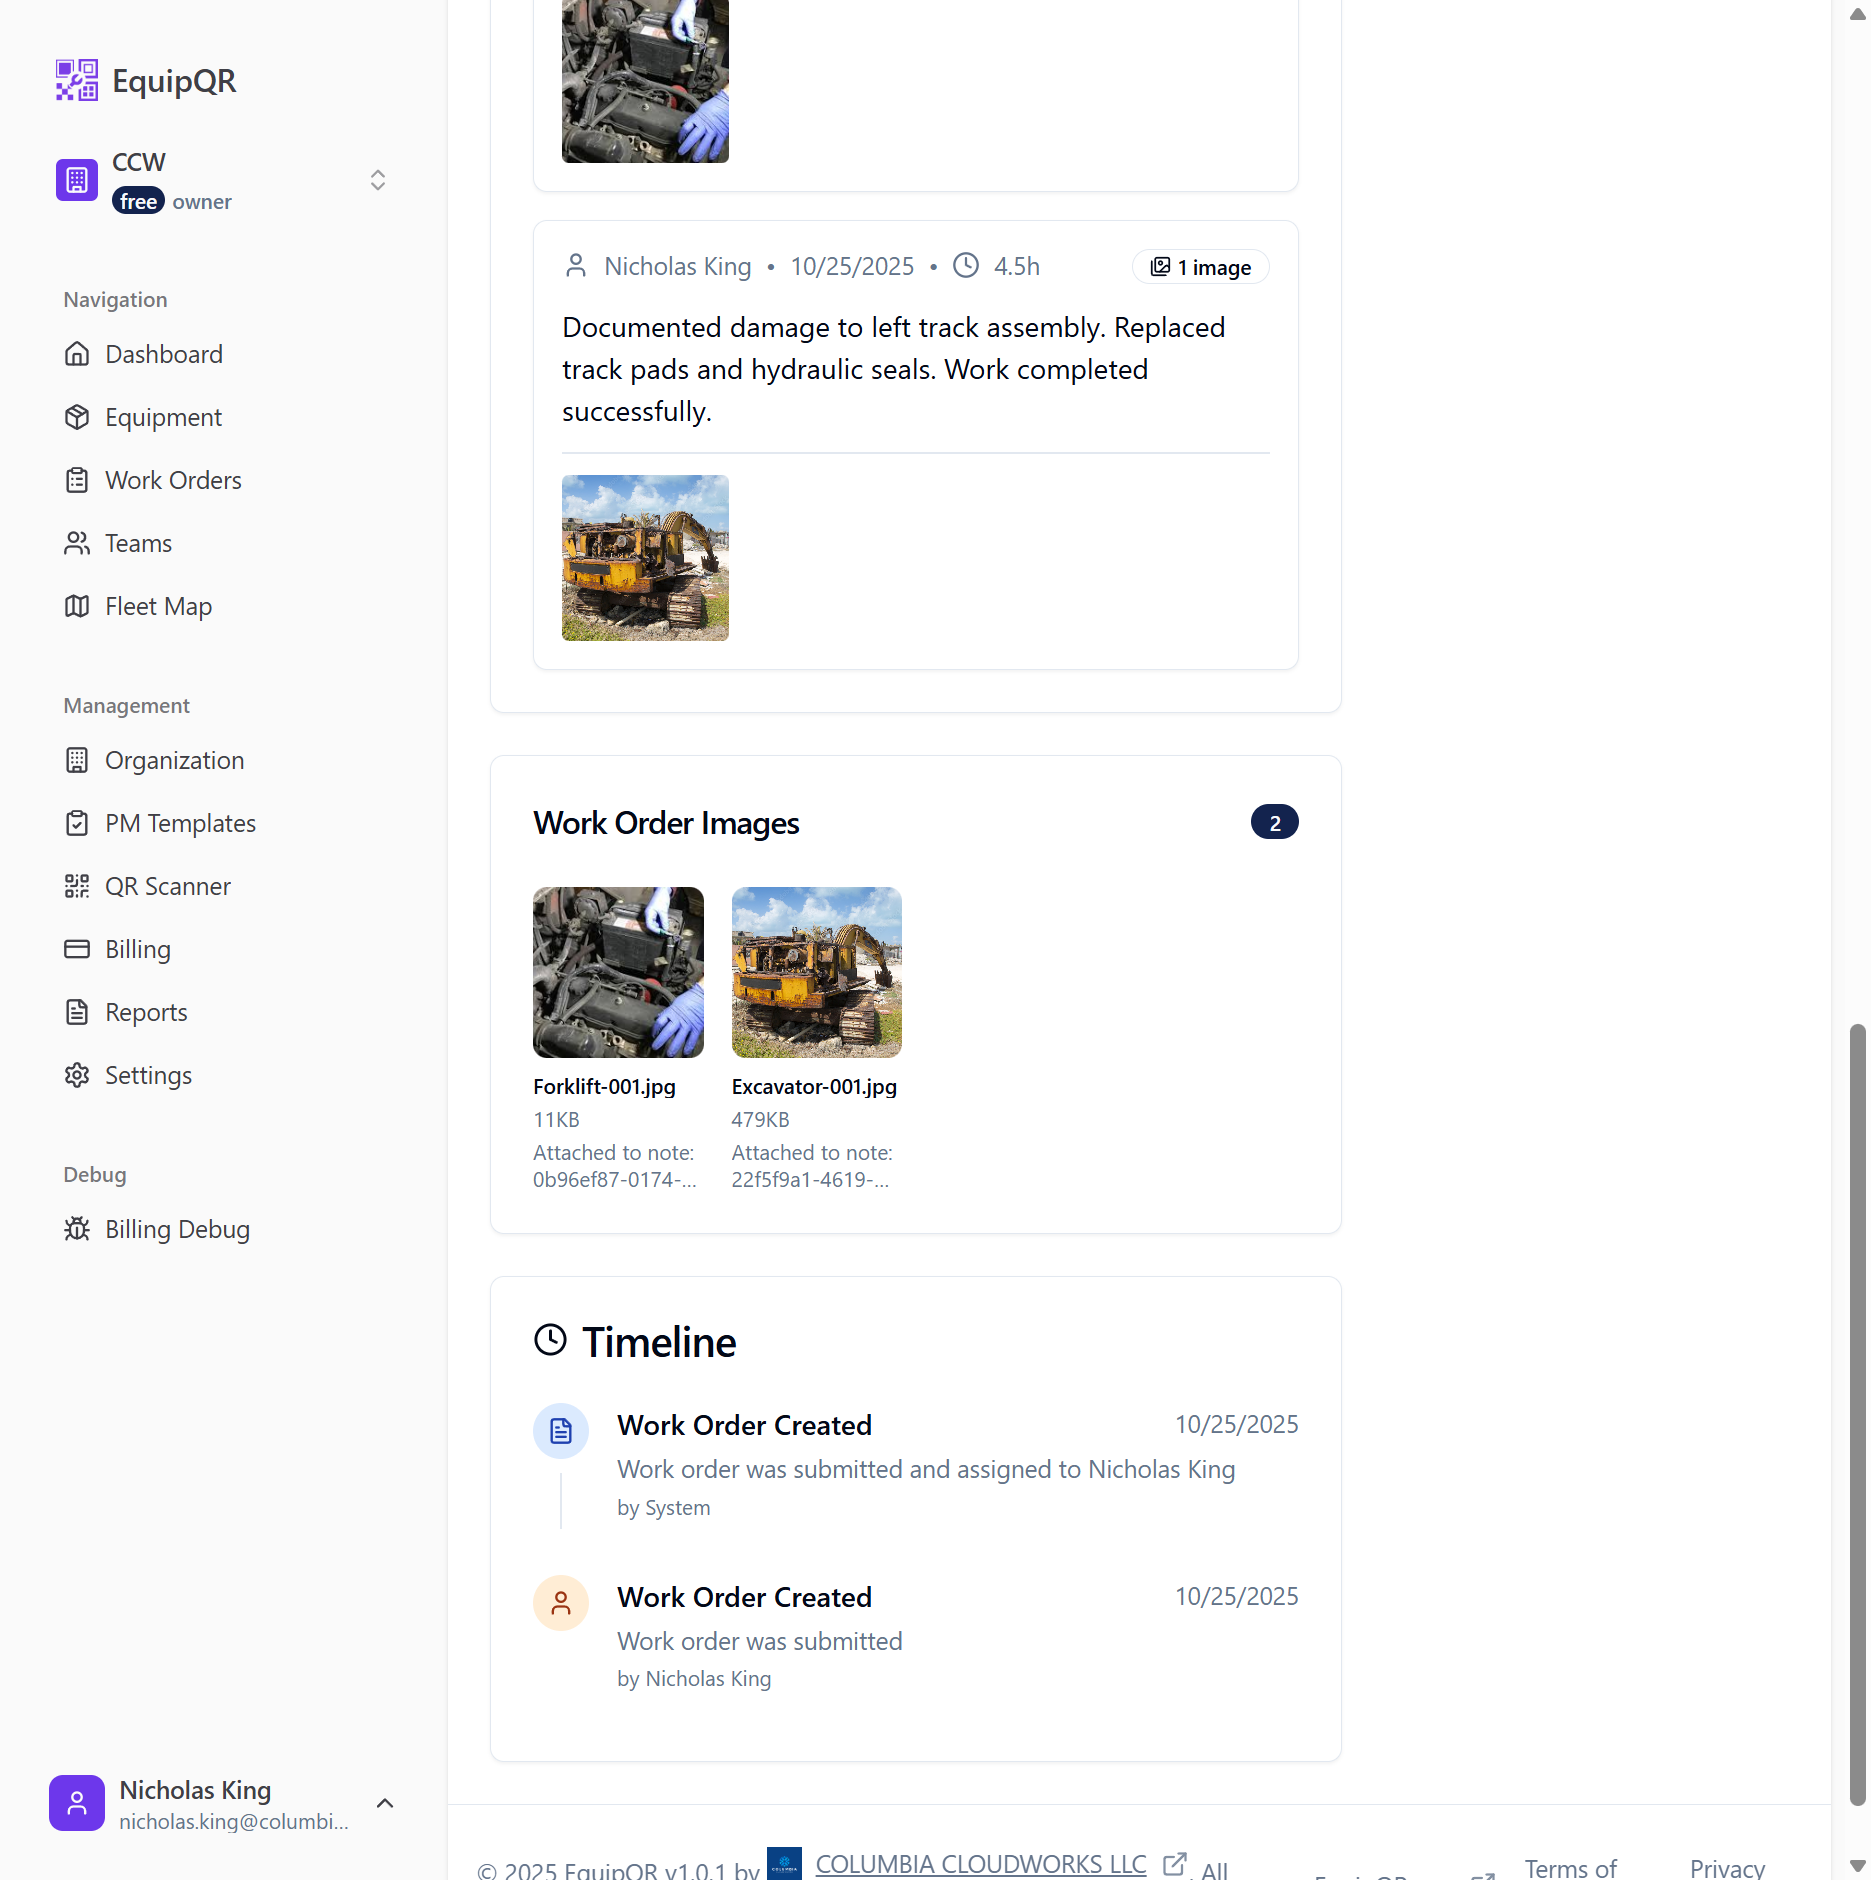 EquipQR
CCW
free owner
Navigation
Dashboard
Equipment
Work Orders
Teams
Fleet Map
Management
Organization
PM Templates
QR Scanner
Billing
Reports
Settings
Debug
Billing Debug
Nicholas King
nicholas.king@columbi...
Nicholas King • 10/25/2025 • 4.5h
1 image
Documented damage to left track assembly. Replaced
track pads and hydraulic seals. Work completed
successfully.
Work Order Images
2
Forklift-001.jpg
11KB
Attached to note:
0b96ef87-0174-...
Excavator-001.jpg
479KB
Attached to note:
22f5f9a1-4619-...
Timeline
Work Order Created
10/25/2025
Work order was submitted and assigned to Nicholas King
by System
Work Order Created
10/25/2025
Work order was submitted
by Nicholas King
© 2025 EquipQR v1.0.1 by COLUMBIA CLOUDWORKS LLC . All
EquipQR
Terms of
Privacy